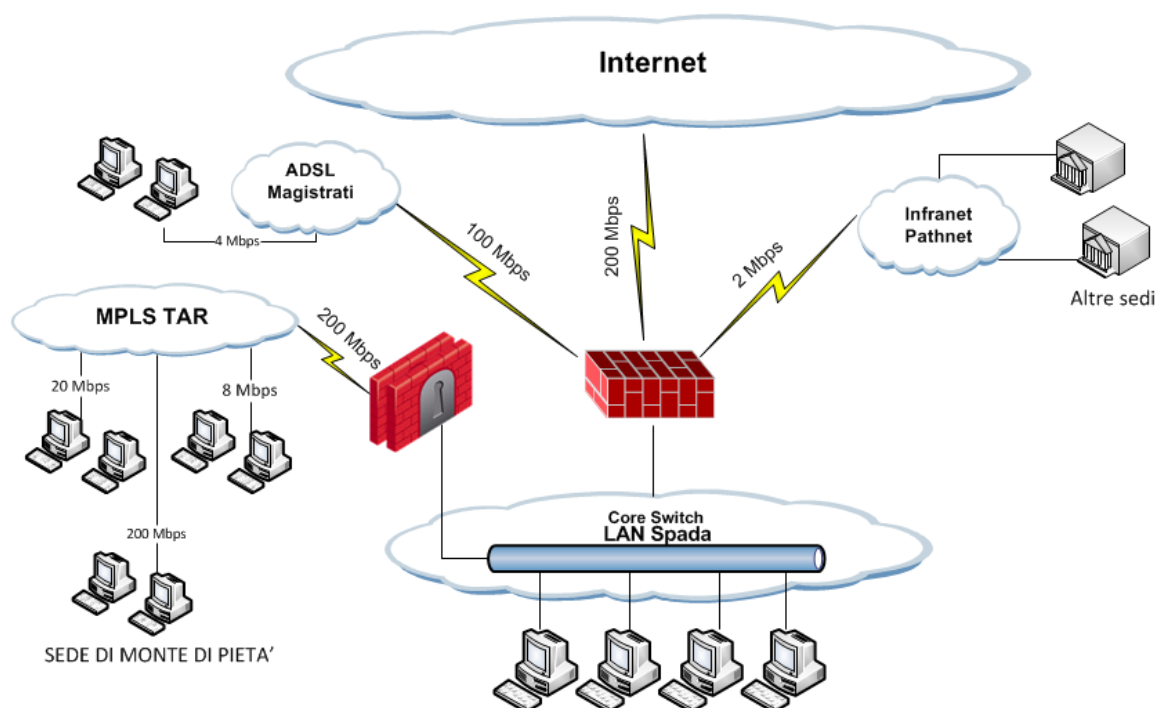 Internet
ADSL
Magistrati
4 Mbps
100 Mbps
200 Mbps
2 Mbps
Infranet
Pathnet
Altre sedi
MPLS TAR
200 Mbps
20 Mbps
8 Mbps
200 Mbps
SEDE DI MONTE DI PIETA'
Core Switch
LAN Spada